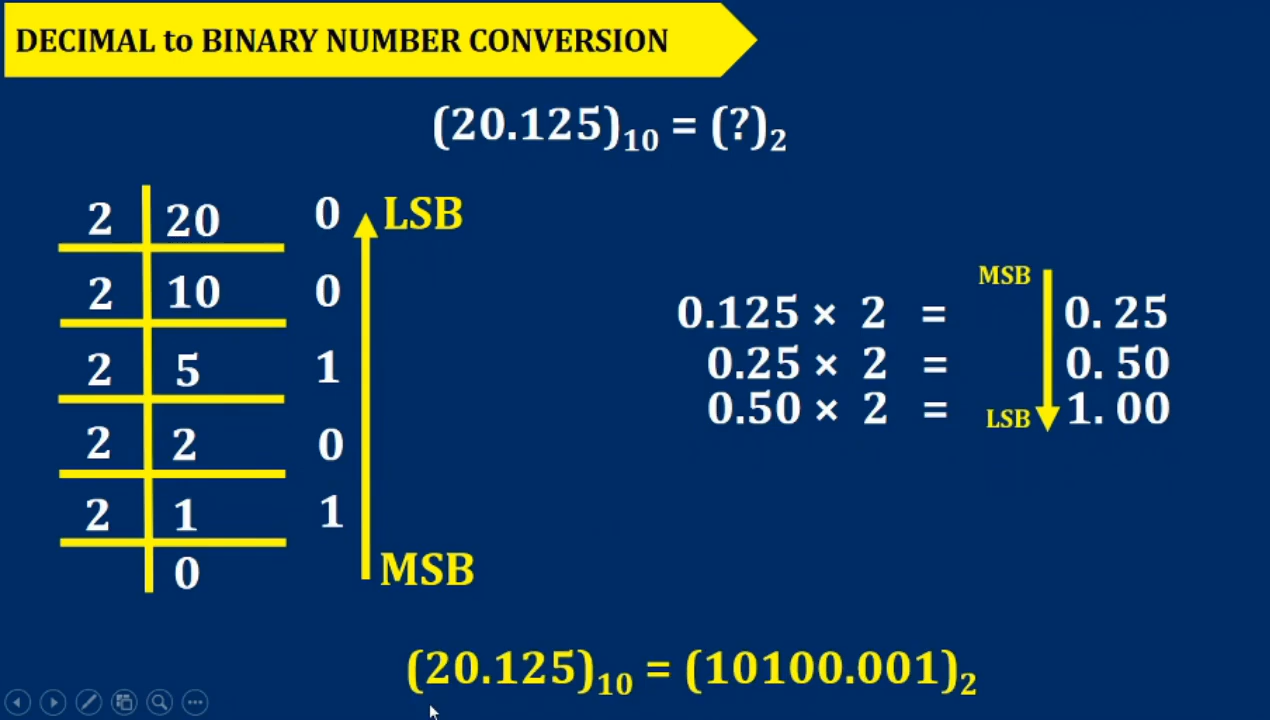 DECIMAL to BINARY NUMBER CONVERSION
(20.125)₁₀ = (?)₂
2 20 0 LSB
2 10 0
2 5 1
2 2 0
2 1 1
0 MSB
MSB
0.125 × 2 = 0. 25
0.25 × 2 = 0. 50
0.50 × 2 = LSB 1. 00
(20.125)₁₀ = (10100.001)₂